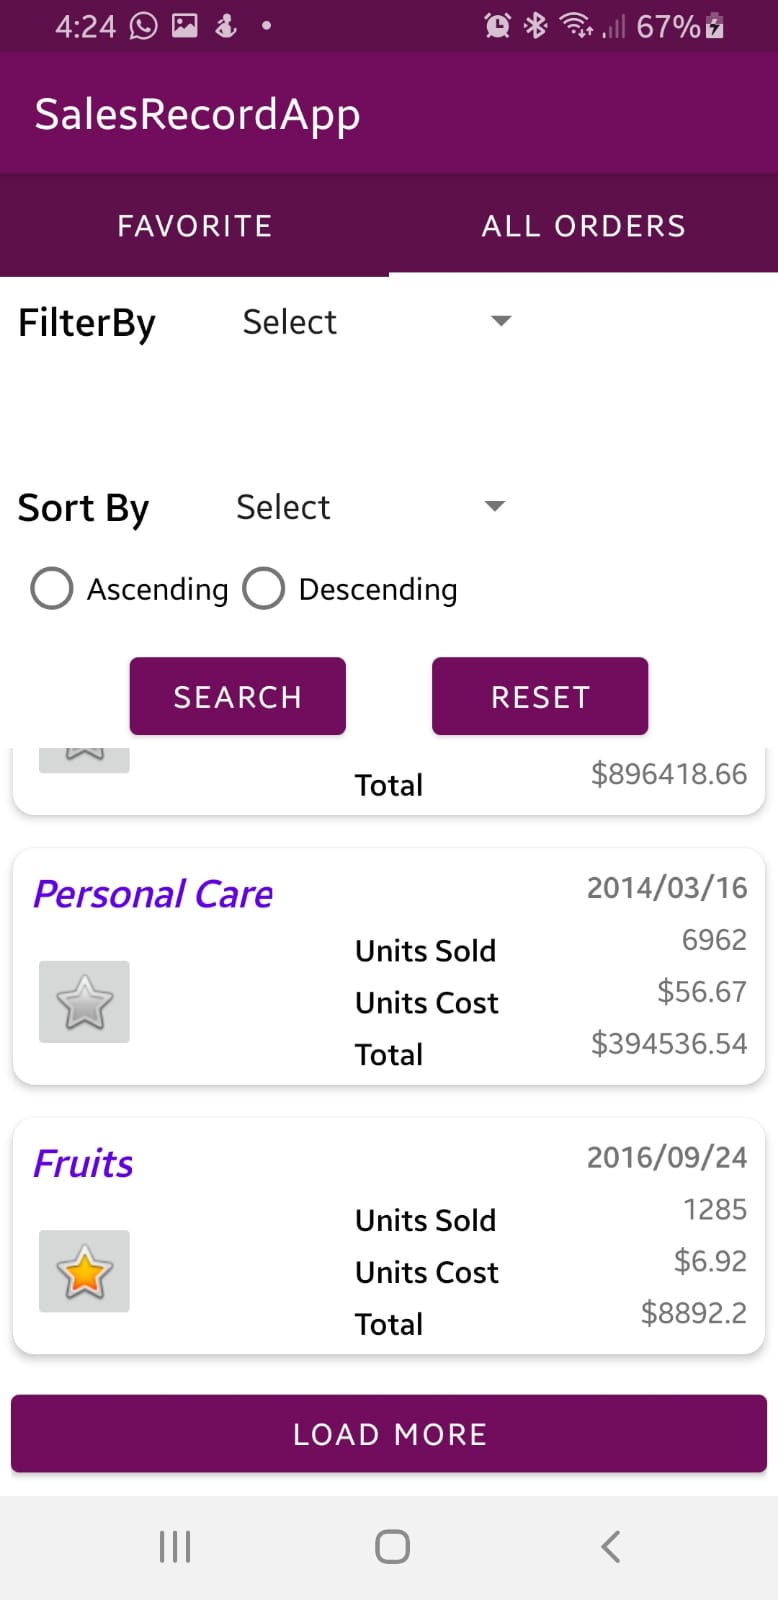 4:24 67%
SalesRecordApp
FAVORITE ALL ORDERS
FilterBy Select
Sort By Select
Ascending Descending
SEARCH RESET
Total $896418.66
Personal Care 2014/03/16
Units Sold 6962
Units Cost $56.67
Total $394536.54
Fruits 2016/09/24
Units Sold 1285
Units Cost $6.92
Total $8892.2
LOAD MORE